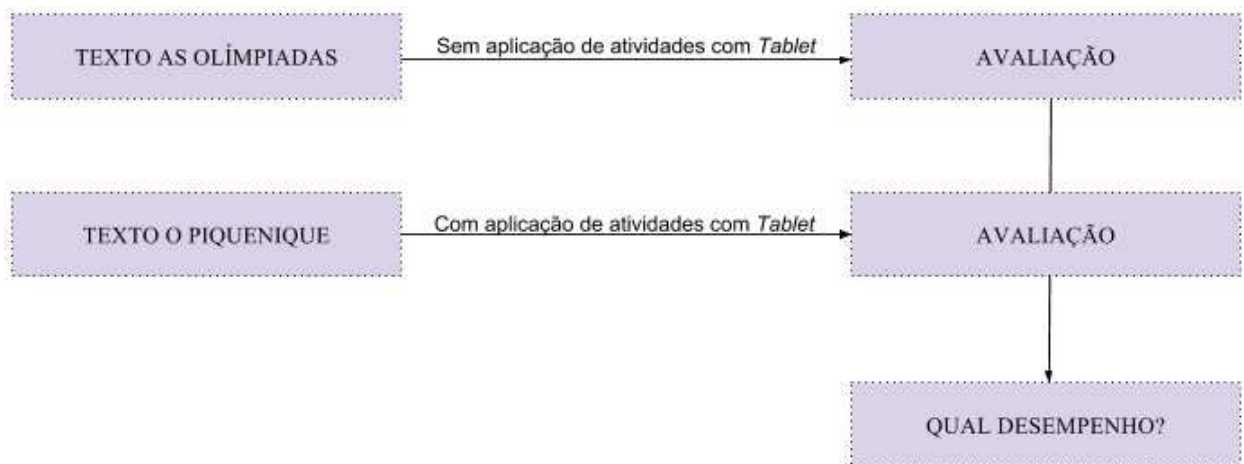 TEXTO AS OLÍMPIADAS
Sem aplicação de atividades com Tablet
AVALIAÇÃO
TEXTO O PIQUENIQUE
Com aplicação de atividades com Tablet
AVALIAÇÃO
QUAL DESEMPENHO?